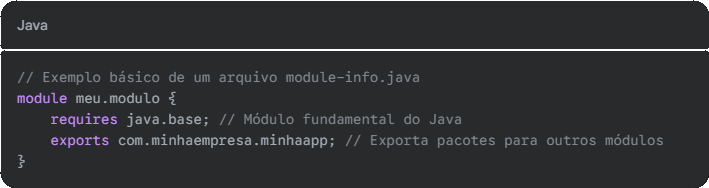 Java
// Exemplo básico de um arquivo module-info.java
module meu.modulo {
    requires java.base; // Módulo fundamental do Java
    exports com.minhaempresa.minhaapp; // Exporta pacotes para outros módulos
}